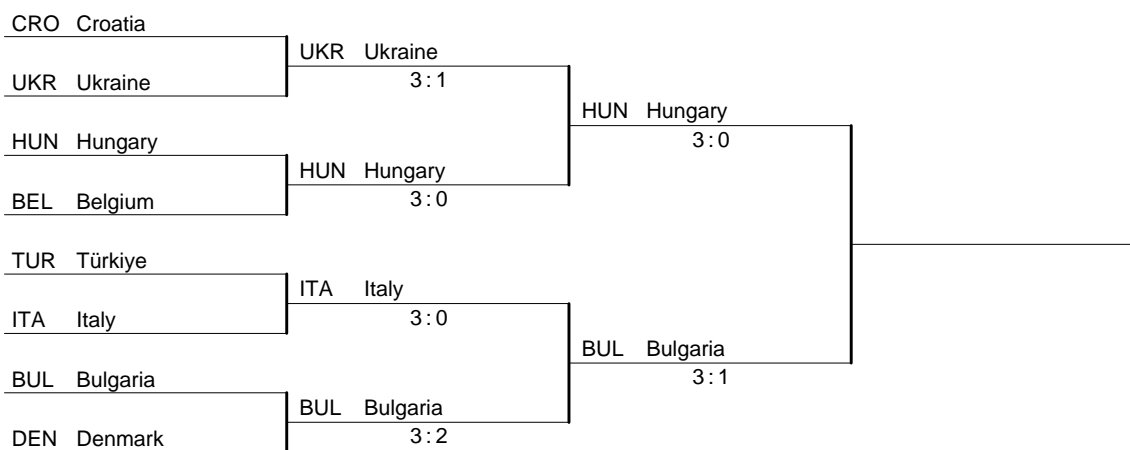 CRO Croatia
UKR Ukraine
3:1
UKR Ukraine
HUN Hungary
3:0
HUN Hungary
HUN Hungary
3:0
BEL Belgium
TUR Türkiye
ITA Italy
3:0
ITA Italy
BUL Bulgaria
3:1
BUL Bulgaria
BUL Bulgaria
3:2
DEN Denmark